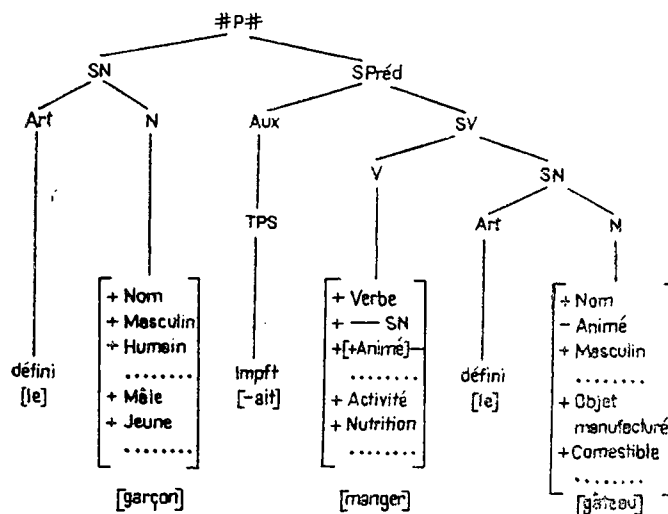 #P#
SN SPréd
Art N Aux SV
V SN
TPS Art N
+ Nom + Verbe + Nom
+ Masculin + — SN - Animé
+ Humain +[+Animé]— + Masculin
........ ........ ........
défini Impft défini
[le] [-ait] [le]
+ Mâle + Activité + Objet
+ Jeune + Nutrition manufacturé
........ ........ + Comestible
........
[garçon] [manger] [gâteau]